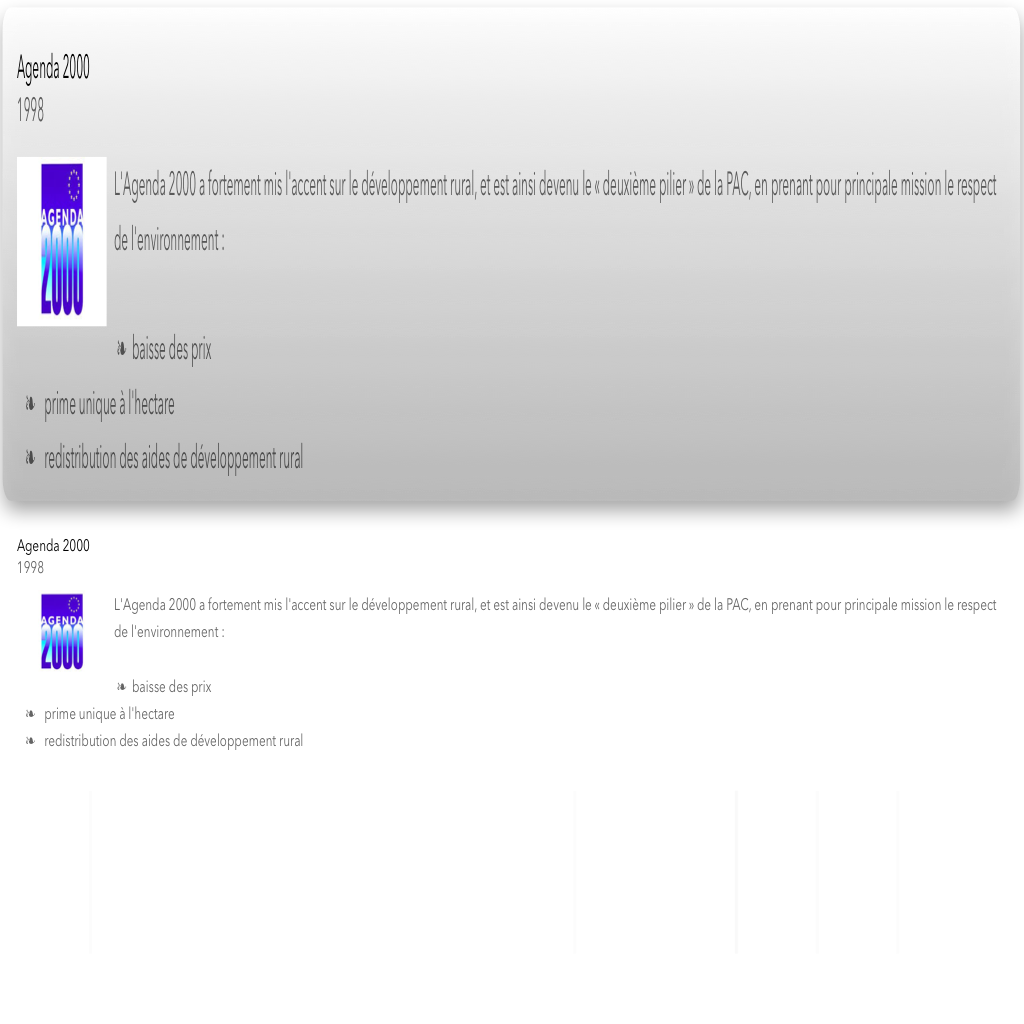 Agenda 2000
1998
AGENDA
2000
L'Agenda 2000 a fortement mis l'accent sur le développement rural, et est ainsi devenu le « deuxième pilier » de la PAC, en prenant pour principale mission le respect
de l'environnement :
❧ baisse des prix
❧ prime unique à l'hectare
❧ redistribution des aides de développement rural
Agenda 2000
1998
AGENDA
2000
L'Agenda 2000 a fortement mis l'accent sur le développement rural, et est ainsi devenu le « deuxième pilier » de la PAC, en prenant pour principale mission le respect
de l'environnement :
❧ baisse des prix
❧ prime unique à l'hectare
❧ redistribution des aides de développement rural